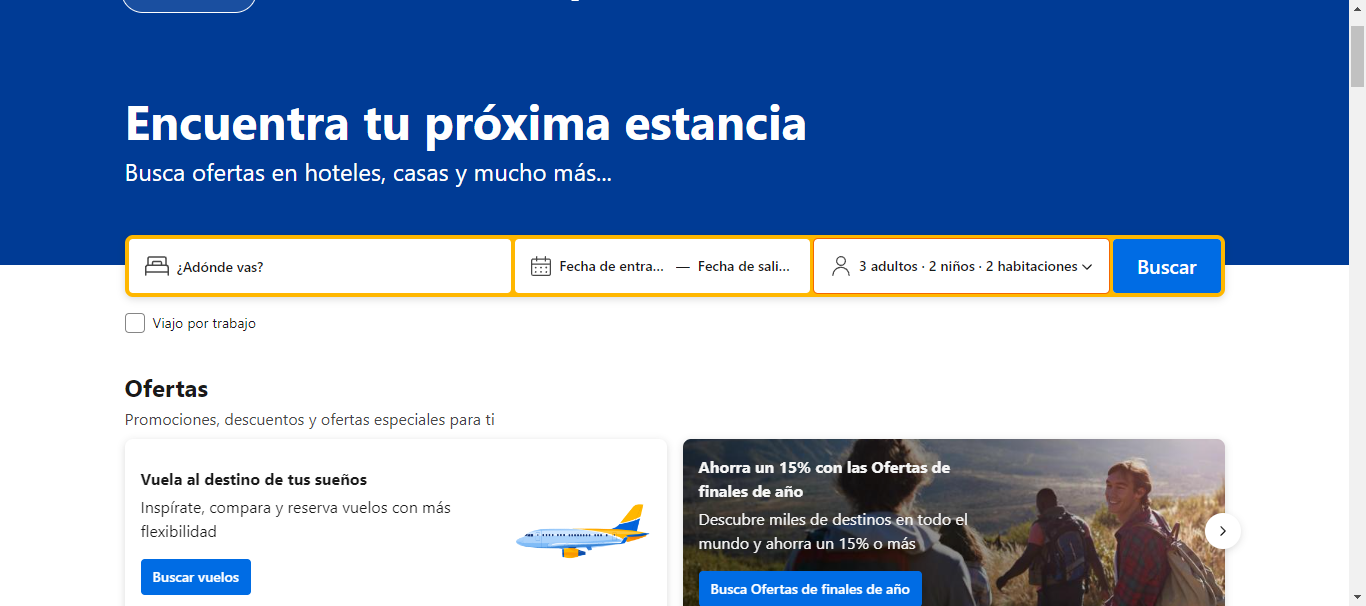 Encuentra tu próxima estancia
Busca ofertas en hoteles, casas y mucho más...
¿Adónde vas?
Fecha de entra... — Fecha de sali...
3 adultos · 2 niños · 2 habitaciones
Buscar
Viajo por trabajo
Ofertas
Promociones, descuentos y ofertas especiales para ti
Vuela al destino de tus sueños
Inspírate, compara y reserva vuelos con más
flexibilidad
Buscar vuelos
Ahorra un 15% con las Ofertas de
finales de año
Descubre miles de destinos en todo el
mundo y ahorra un 15% o más
Busca Ofertas de finales de año